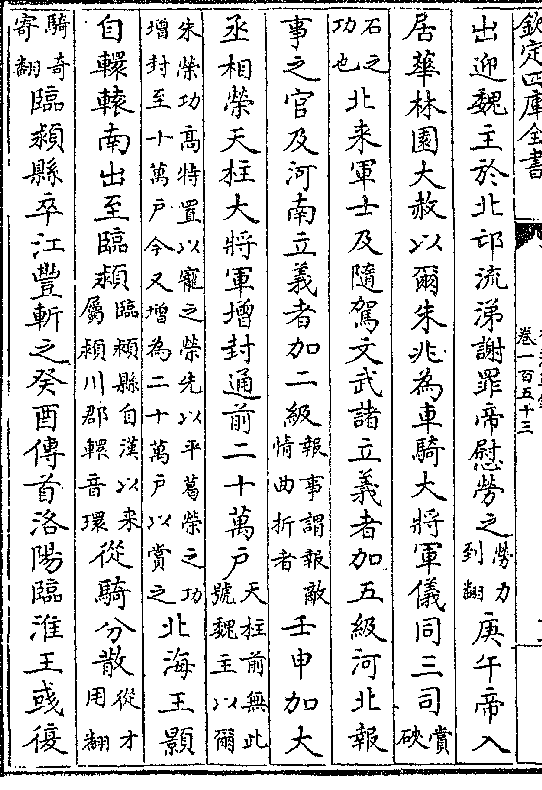 欽定四庫全書
卷一百五十三
出迎魏主於北邙流涕謝罪帝慰勞之勞力到翻庚午帝入
居華林園大赦以爾朱兆為車騎大將軍儀同三司賞硤
石之功也北来軍士及隨駕文武諸立義者加五級河北報
事之官及河南立義者加二級報事謂報敵情曲折者壬申加大
丞相榮天柱大將軍增封通前二十萬户天柱前無此號魏主以爾
朱榮功高特置以寵之榮先以平葛榮之功增封至十萬户今又增為二十萬户以賞之北海王顥
自轘轅南出至臨潁臨潁縣自漢以来屬潁川郡轘音環從騎分散從才用翻
騎奇寄翻臨潁縣卒江豐斬之癸酉傳首洛陽臨淮王彧復